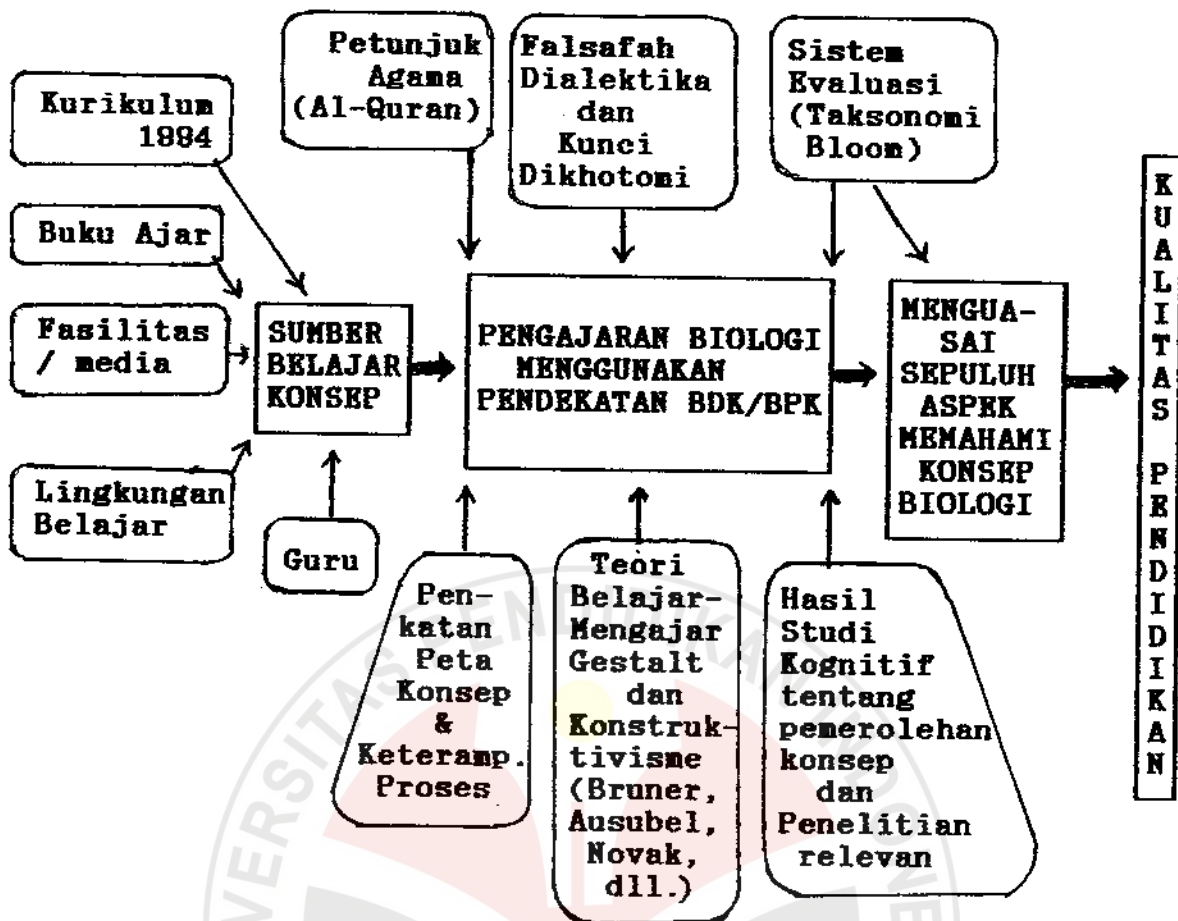 Petunjuk
Agama
(Al-Quran)
Falsafah
Dialektika
dan
Kunci
Dikhotomi
Sistem
Evaluasi
(Taksonomi
Bloom)
Kurikulum
1994
Buku Ajar
Fasilitas
/ media
Lingkungan
Belajar
Guru
SUMBER
BELAJAR
KONSEP
PENGAJARAN BIOLOGI
MENGGUNAKAN
PENDEKATAN BDK/BPK
MENGUA-
SAI
SEPULUH
ASPEK
MEMAHAMI
KONSEP
BIOLOGI
KUALITAS PENDIDIKAN
Pen-
katan
Peta
Konsep
&
Keteramp.
Proses
Teori
Belajar-
Mengajar
Gestalt
dan
Konstruk-
tivisme
(Bruner,
Ausubel,
Novak,
dll.)
Hasil
Studi
Kognitif
tentang
pemerolehan
konsep
dan
Penelitian
relevan